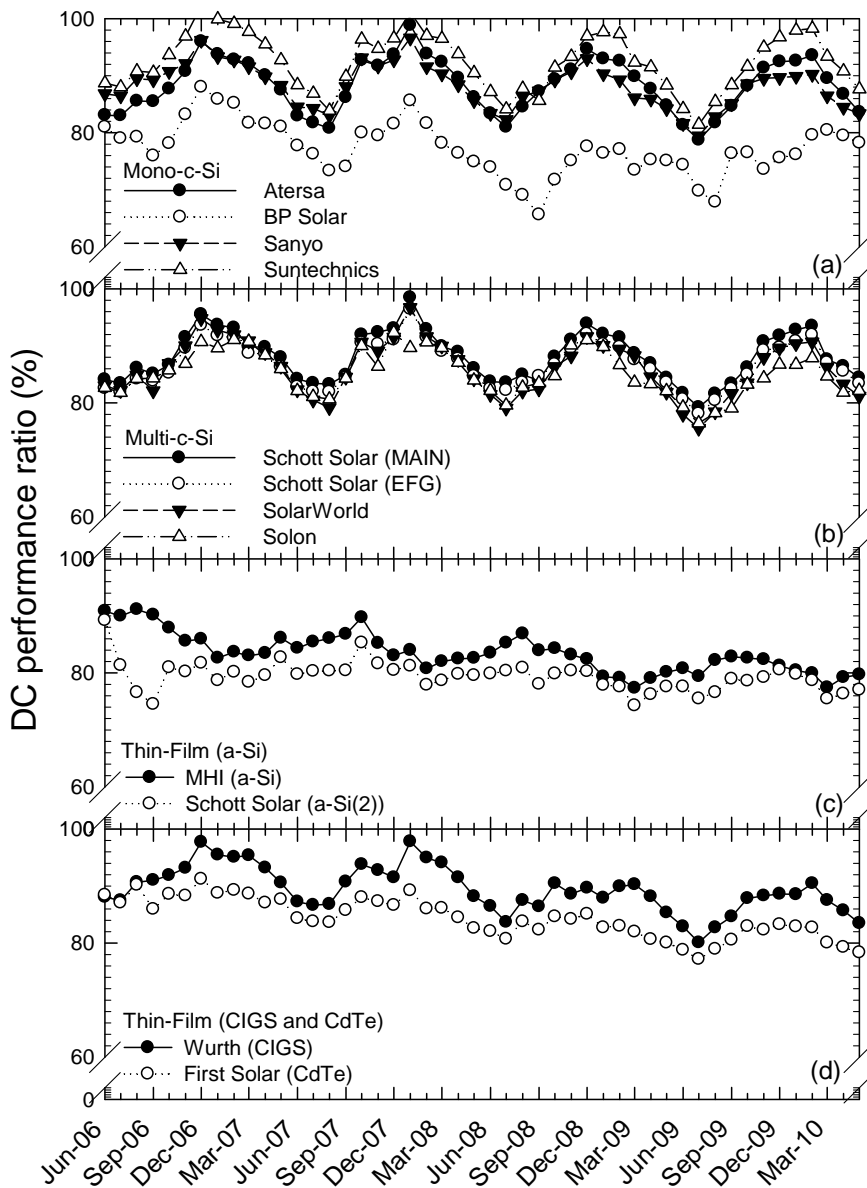 DC performance ratio (%)
100
80
60
Mono-c-Si
Atersa
BP Solar
Sanyo
Suntechnics
(a)
100
80
60
Multi-c-Si
Schott Solar (MAIN)
Schott Solar (EFG)
SolarWorld
Solon
(b)
100
80
60
Thin-Film (a-Si)
MHI (a-Si)
Schott Solar (a-Si(2))
(c)
100
80
60
0
Thin-Film (CIGS and CdTe)
Wurth (CIGS)
First Solar (CdTe)
(d)
Jun-06
Sep-06
Dec-06
Mar-07
Jun-07
Sep-07
Dec-07
Mar-08
Jun-08
Sep-08
Dec-08
Mar-09
Jun-09
Sep-09
Dec-09
Mar-10